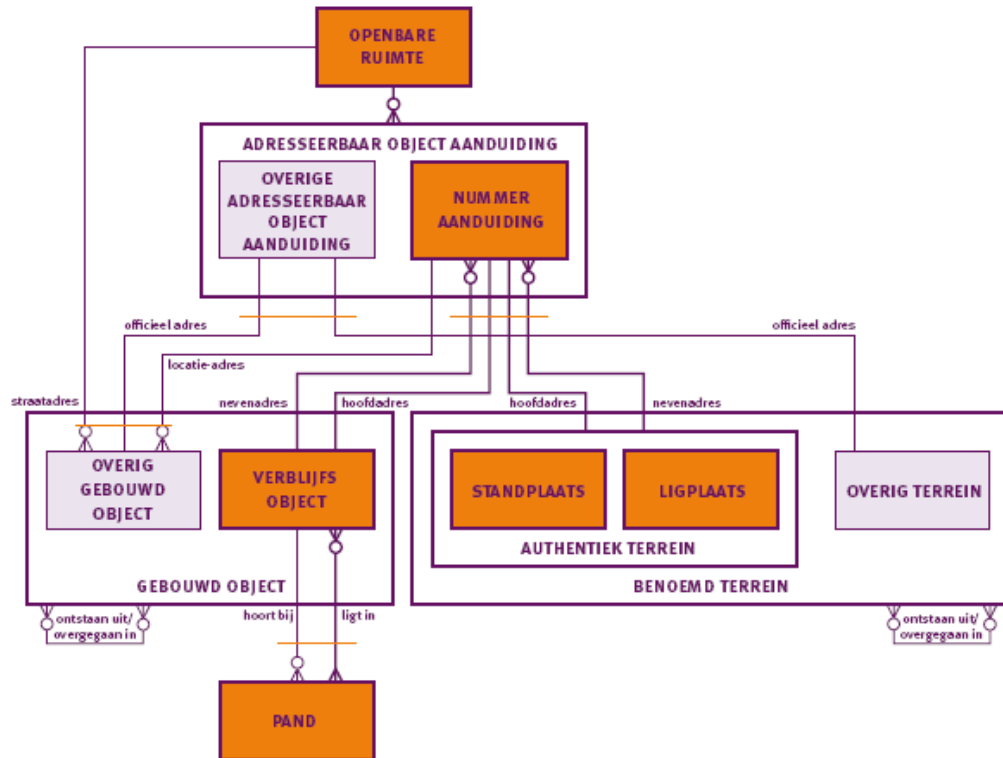 OPENBARE
RUIMTE
ADRESSEERBAAR OBJECT AANDUIDING
OVERIGE
ADRESSEERBAAR
OBJECT
AANDUIDING
NUMMER
AANDUIDING
officieel adres
officieel adres
locatie-adres
straatadres
nevenadres
hoofdadres
hoofdadres
nevenadres
OVERIG
GEBOUWD
OBJECT
VERBLIJFS
OBJECT
STANDPLAATS
LIGPLAATS
OVERIG TERREIN
AUTHENTIEK TERREIN
GEBOUWD OBJECT
BENOEMD TERREIN
ontstaan uit/
overgegaan in
hoort bij
ligt in
ontstaan uit/
overgegaan in
PAND